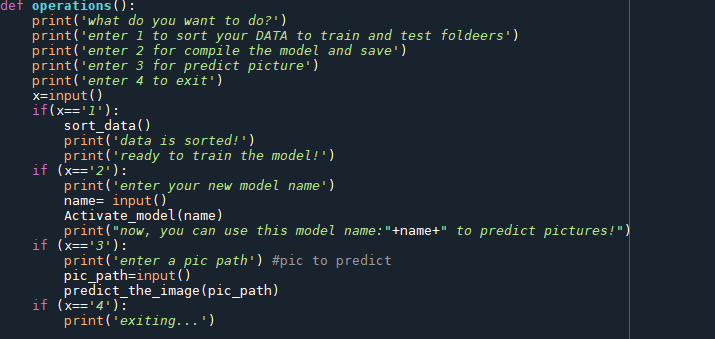 def operations():
    print('what do you want to do?')
    print('enter 1 to sort your DATA to train and test foldeers')
    print('enter 2 for compile the model and save')
    print('enter 3 for predict picture')
    print('enter 4 to exit')
    x=input()
    if(x=='1'):
        sort_data()
        print('data is sorted!')
        print('ready to train the model!')
    if (x=='2'):
        print('enter your new model name')
        name= input()
        Activate_model(name)
        print("now, you can use this model name:"+name+" to predict pictures!")
    if (x=='3'):
        print('enter a pic path') #pic to predict
        pic_path=input()
        predict_the_image(pic_path)
    if (x=='4'):
        print('exiting...')